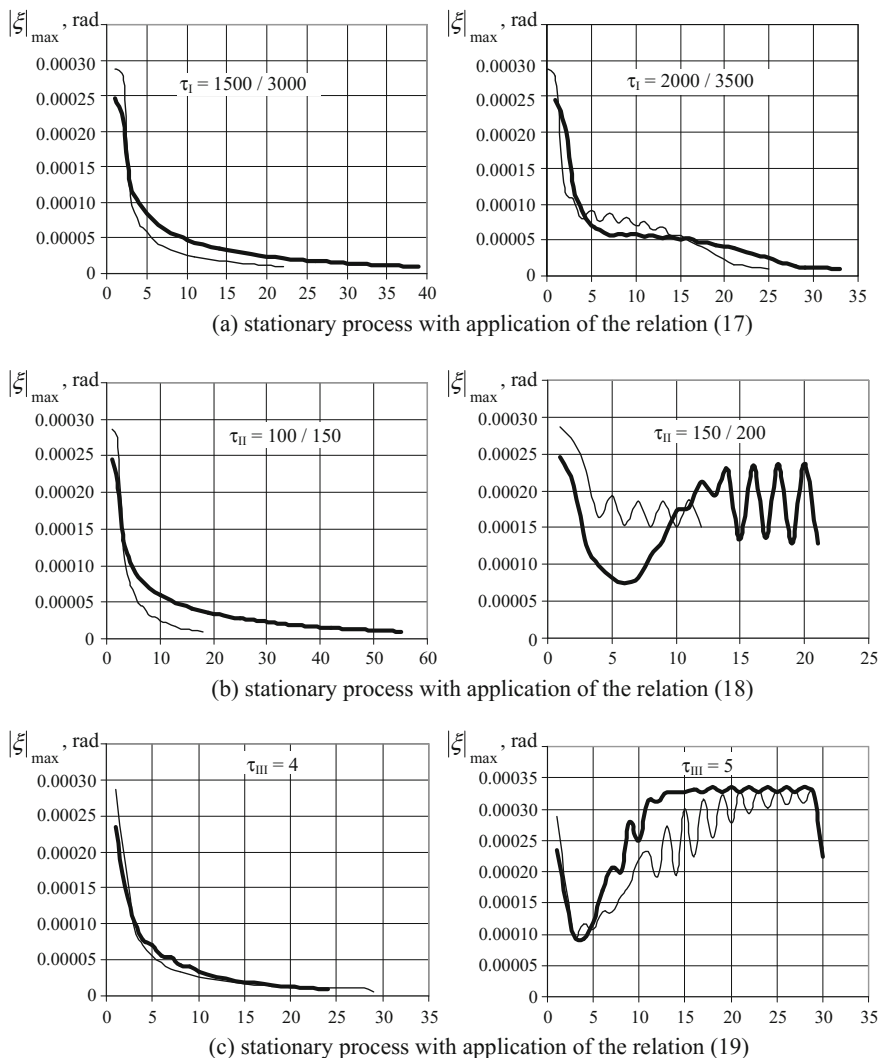 |ξ|max, rad
0.00030
0.00025
0.00020
0.00015
0.00010
0.00005
0
τI = 1500 / 3000
0 5 10 15 20 25 30 35 40
|ξ|max, rad
0.00030
0.00025
0.00020
0.00015
0.00010
0.00005
0
τI = 2000 / 3500
0 5 10 15 20 25 30 35
(a) stationary process with application of the relation (17)
|ξ|max, rad
0.00030
0.00025
0.00020
0.00015
0.00010
0.00005
0
τII = 100 / 150
0 10 20 30 40 50 60
|ξ|max, rad
0.00030
0.00025
0.00020
0.00015
0.00010
0.00005
0
τII = 150 / 200
0 5 10 15 20 25
(b) stationary process with application of the relation (18)
|ξ|max, rad
0.00030
0.00025
0.00020
0.00015
0.00010
0.00005
0
τIII = 4
0 5 10 15 20 25 30 35
|ξ|max, rad
0.00035
0.00030
0.00025
0.00020
0.00015
0.00010
0.00005
0
τIII = 5
0 5 10 15 20 25 30 35
(c) stationary process with application of the relation (19)